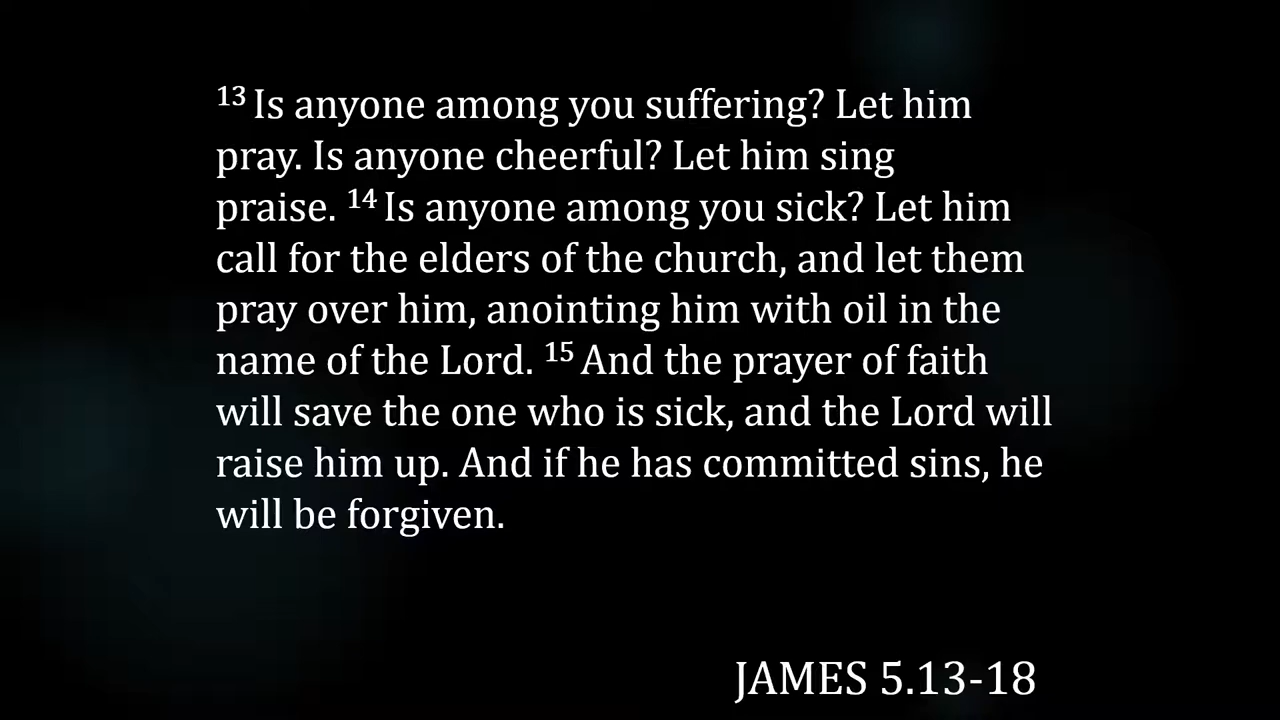 ¹³ Is anyone among you suffering? Let him
pray. Is anyone cheerful? Let him sing
praise. ¹⁴ Is anyone among you sick? Let him
call for the elders of the church, and let them
pray over him, anointing him with oil in the
name of the Lord. ¹⁵ And the prayer of faith
will save the one who is sick, and the Lord will
raise him up. And if he has committed sins, he
will be forgiven.
JAMES 5.13-18